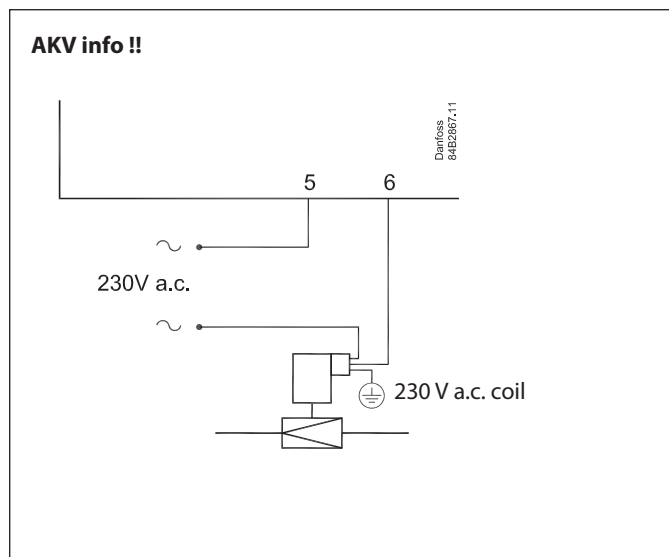 AKV info !!
Danfoss
84B2867.11
5 6
230V a.c.
230 V a.c. coil